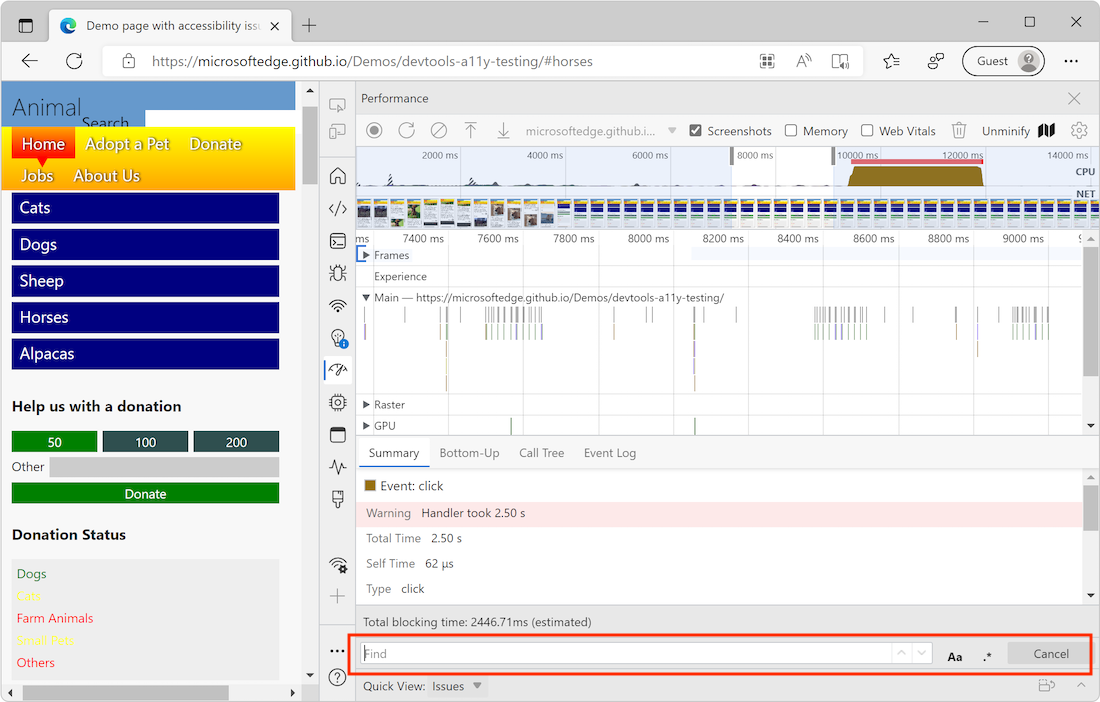 Demo page with accessibility issu
https://microsoftedge.github.io/Demos/devtools-a11y-testing/#horses
Guest
Animal
Search
Home Adopt a Pet Donate
Jobs About Us
Cats
Dogs
Sheep
Horses
Alpacas
Help us with a donation
50 100 200
Other
Donate
Donation Status
Dogs
Cats
Farm Animals
Small Pets
Others
Performance
microsoftedge.github.i... Screenshots Memory Web Vitals Unminify
2000 ms 4000 ms 6000 ms 8000 ms 10000 ms 12000 ms 14000 ms
CPU
NET
ms 7400 ms 7600 ms 7800 ms 8000 ms 8200 ms 8400 ms 8600 ms 8800 ms 9000 ms
Frames
Experience
Main — https://microsoftedge.github.io/Demos/devtools-a11y-testing/
Raster
GPU
Summary Bottom-Up Call Tree Event Log
Event: click
Warning Handler took 2.50 s
Total Time 2.50 s
Self Time 62 μs
Type click
Total blocking time: 2446.71ms (estimated)
Find Aa .* Cancel
Quick View: Issues